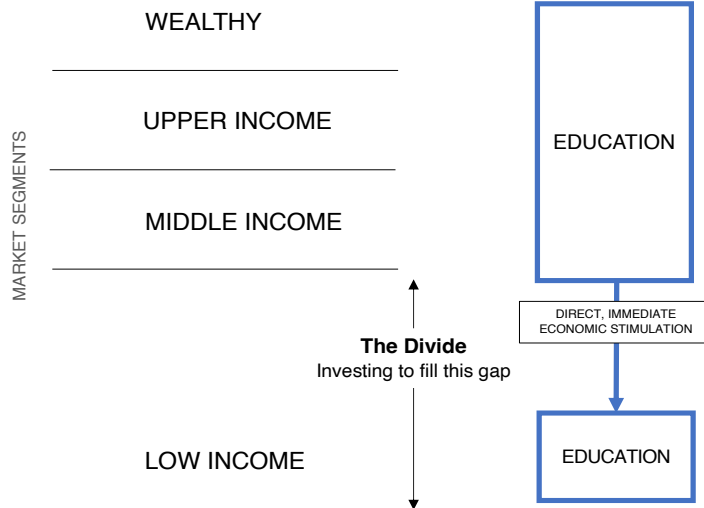 WEALTHY
UPPER INCOME
MIDDLE INCOME
LOW INCOME
MARKET SEGMENTS
The Divide
Investing to fill this gap
EDUCATION
DIRECT, IMMEDIATE
ECONOMIC STIMULATION
EDUCATION